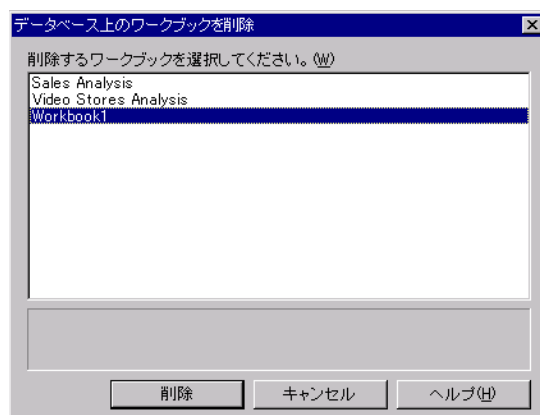 データベース上のワークブックを削除
削除するワークブックを選択してください。(W)
Sales Analysis
Video Stores Analysis
Workbook1
削除
キャンセル
ヘルプ(H)